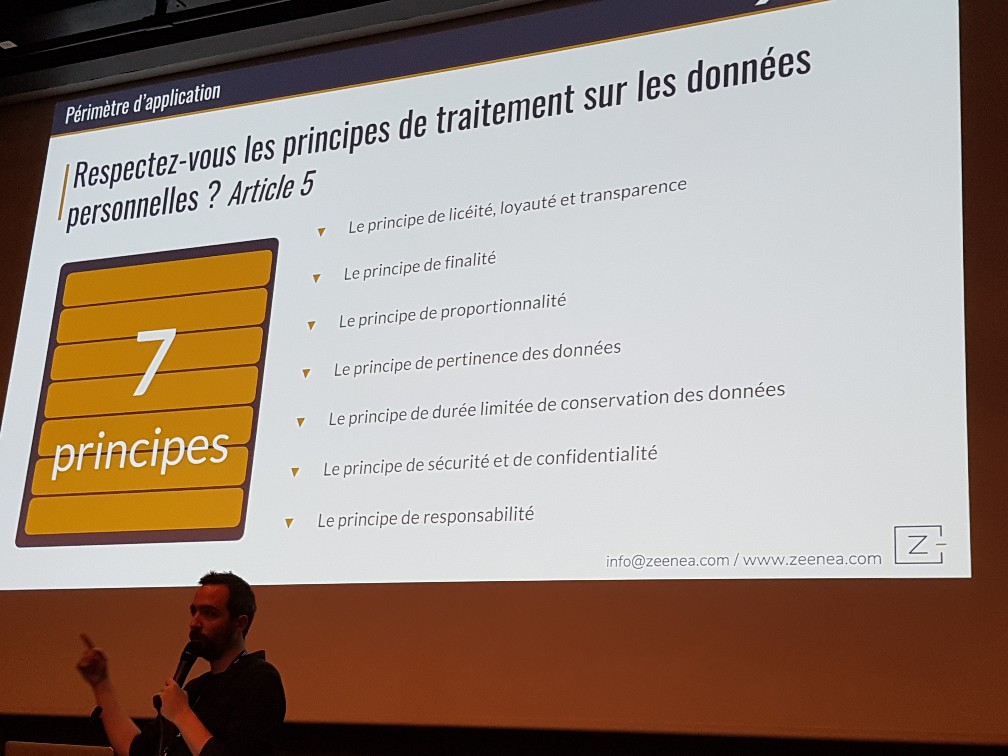 Périmètre d'application
Respectez-vous les principes de traitement sur les données
personnelles ? Article 5
7
principes
Le principe de licéité, loyauté et transparence
Le principe de finalité
Le principe de proportionnalité
Le principe de pertinence des données
Le principe de durée limitée de conservation des données
Le principe de sécurité et de confidentialité
Le principe de responsabilité
info@zeenea.com / www.zeenea.com
Z